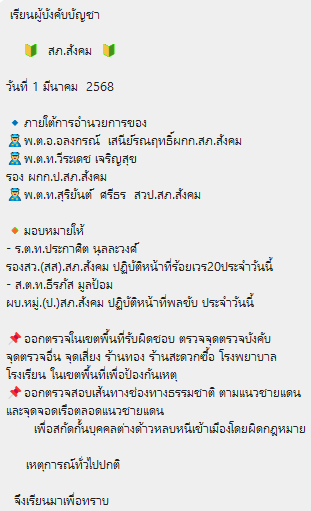 เรียนผู้บังคับบัญชา
🔰 สภ.สังคม 🔰
วันที่ 1 มีนาคม 2568
🔹ภายใต้การอำนวยการของ
👮พ.ต.อ.อลงกรณ์ เสนีย์รณฤทธิ์ผกก.สภ.สังคม
👮พ.ต.ท.วีระเดช เจริญสุข
รอง ผกก.ป.สภ.สังคม
👮พ.ต.ท.สุริยันต์ ศรีธร สวป.สภ.สังคม
🔸มอบหมายให้
- ร.ต.ท.ประกาศิต นุลละวงศ์
รองสว.(สส).สภ.สังคม ปฏิบัติหน้าที่ร้อยเวร20ประจำวันนี้
- ส.ต.ท.ธีรภัส มูลป้อม
ผบ.หมู่.(ป.)สภ.สังคม ปฏิบัติหน้าที่พลขับ ประจำวันนี้
📌ออกตรวจในเขตพื้นที่รับผิดชอบ ตรวจจุดตรวจบังคับ
จุดตรวจอื่น จุดเสี่ยง ร้านทอง ร้านสะดวกซื้อ โรงพยาบาล
โรงเรียน ในเขตพื้นที่เพื่อป้องกันเหตุ
📌ออกตรวจสอบเส้นทางช่องทางธรรมชาติ ตามแนวชายแดน
และจุดจอดเรือตลอดแนวชายแดน
เพื่อสกัดกั้นบุคคลต่างด้าวหลบหนีเข้าเมืองโดยผิดกฎหมาย
เหตุการณ์ทั่วไปปกติ
จึงเรียนมาเพื่อทราบ